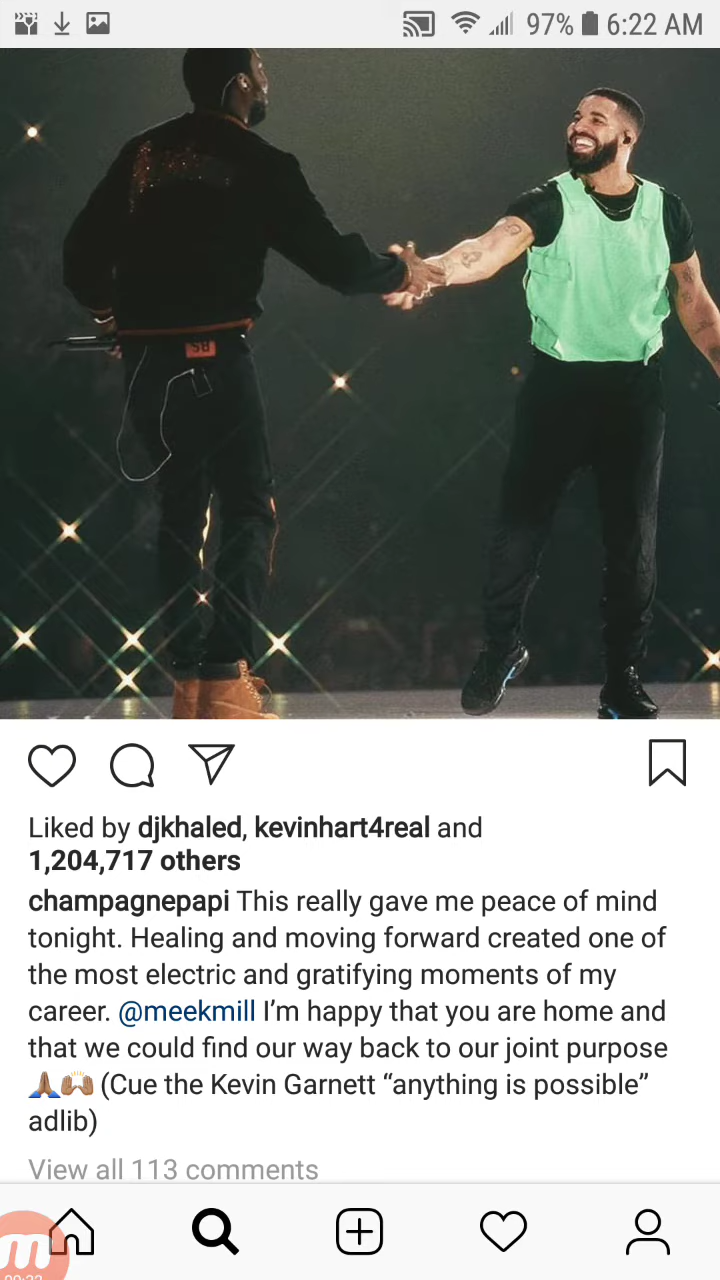 97% 6:22 AM
SB
Liked by djkhaled, kevinhart4real and
1,204,717 others
champagnepapi This really gave me peace of mind
tonight. Healing and moving forward created one of
the most electric and gratifying moments of my
career. @meekmill I’m happy that you are home and
that we could find our way back to our joint purpose
🙏🏽🙌🏽 (Cue the Kevin Garnett “anything is possible”
adlib)
View all 113 comments